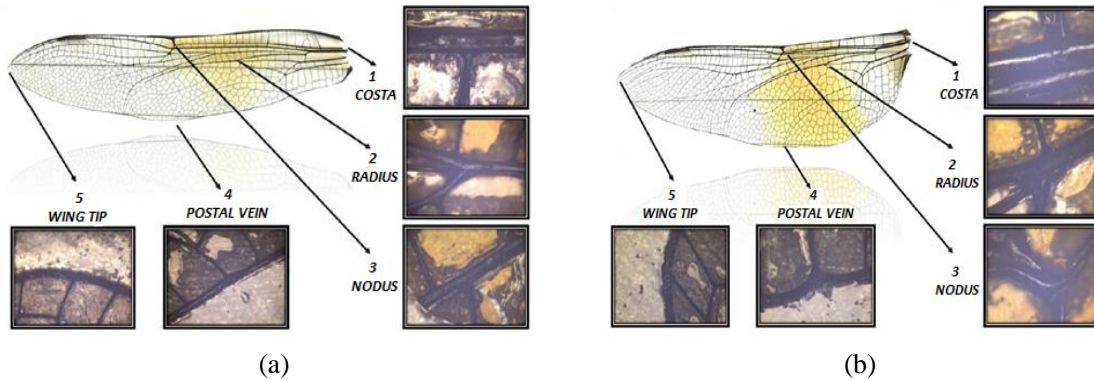 1
COSTA
2
RADIUS
3
NODUS
4
POSTAL VEIN
5
WING TIP
(a)
1
COSTA
2
RADIUS
3
NODUS
4
POSTAL VEIN
5
WING TIP
(b)